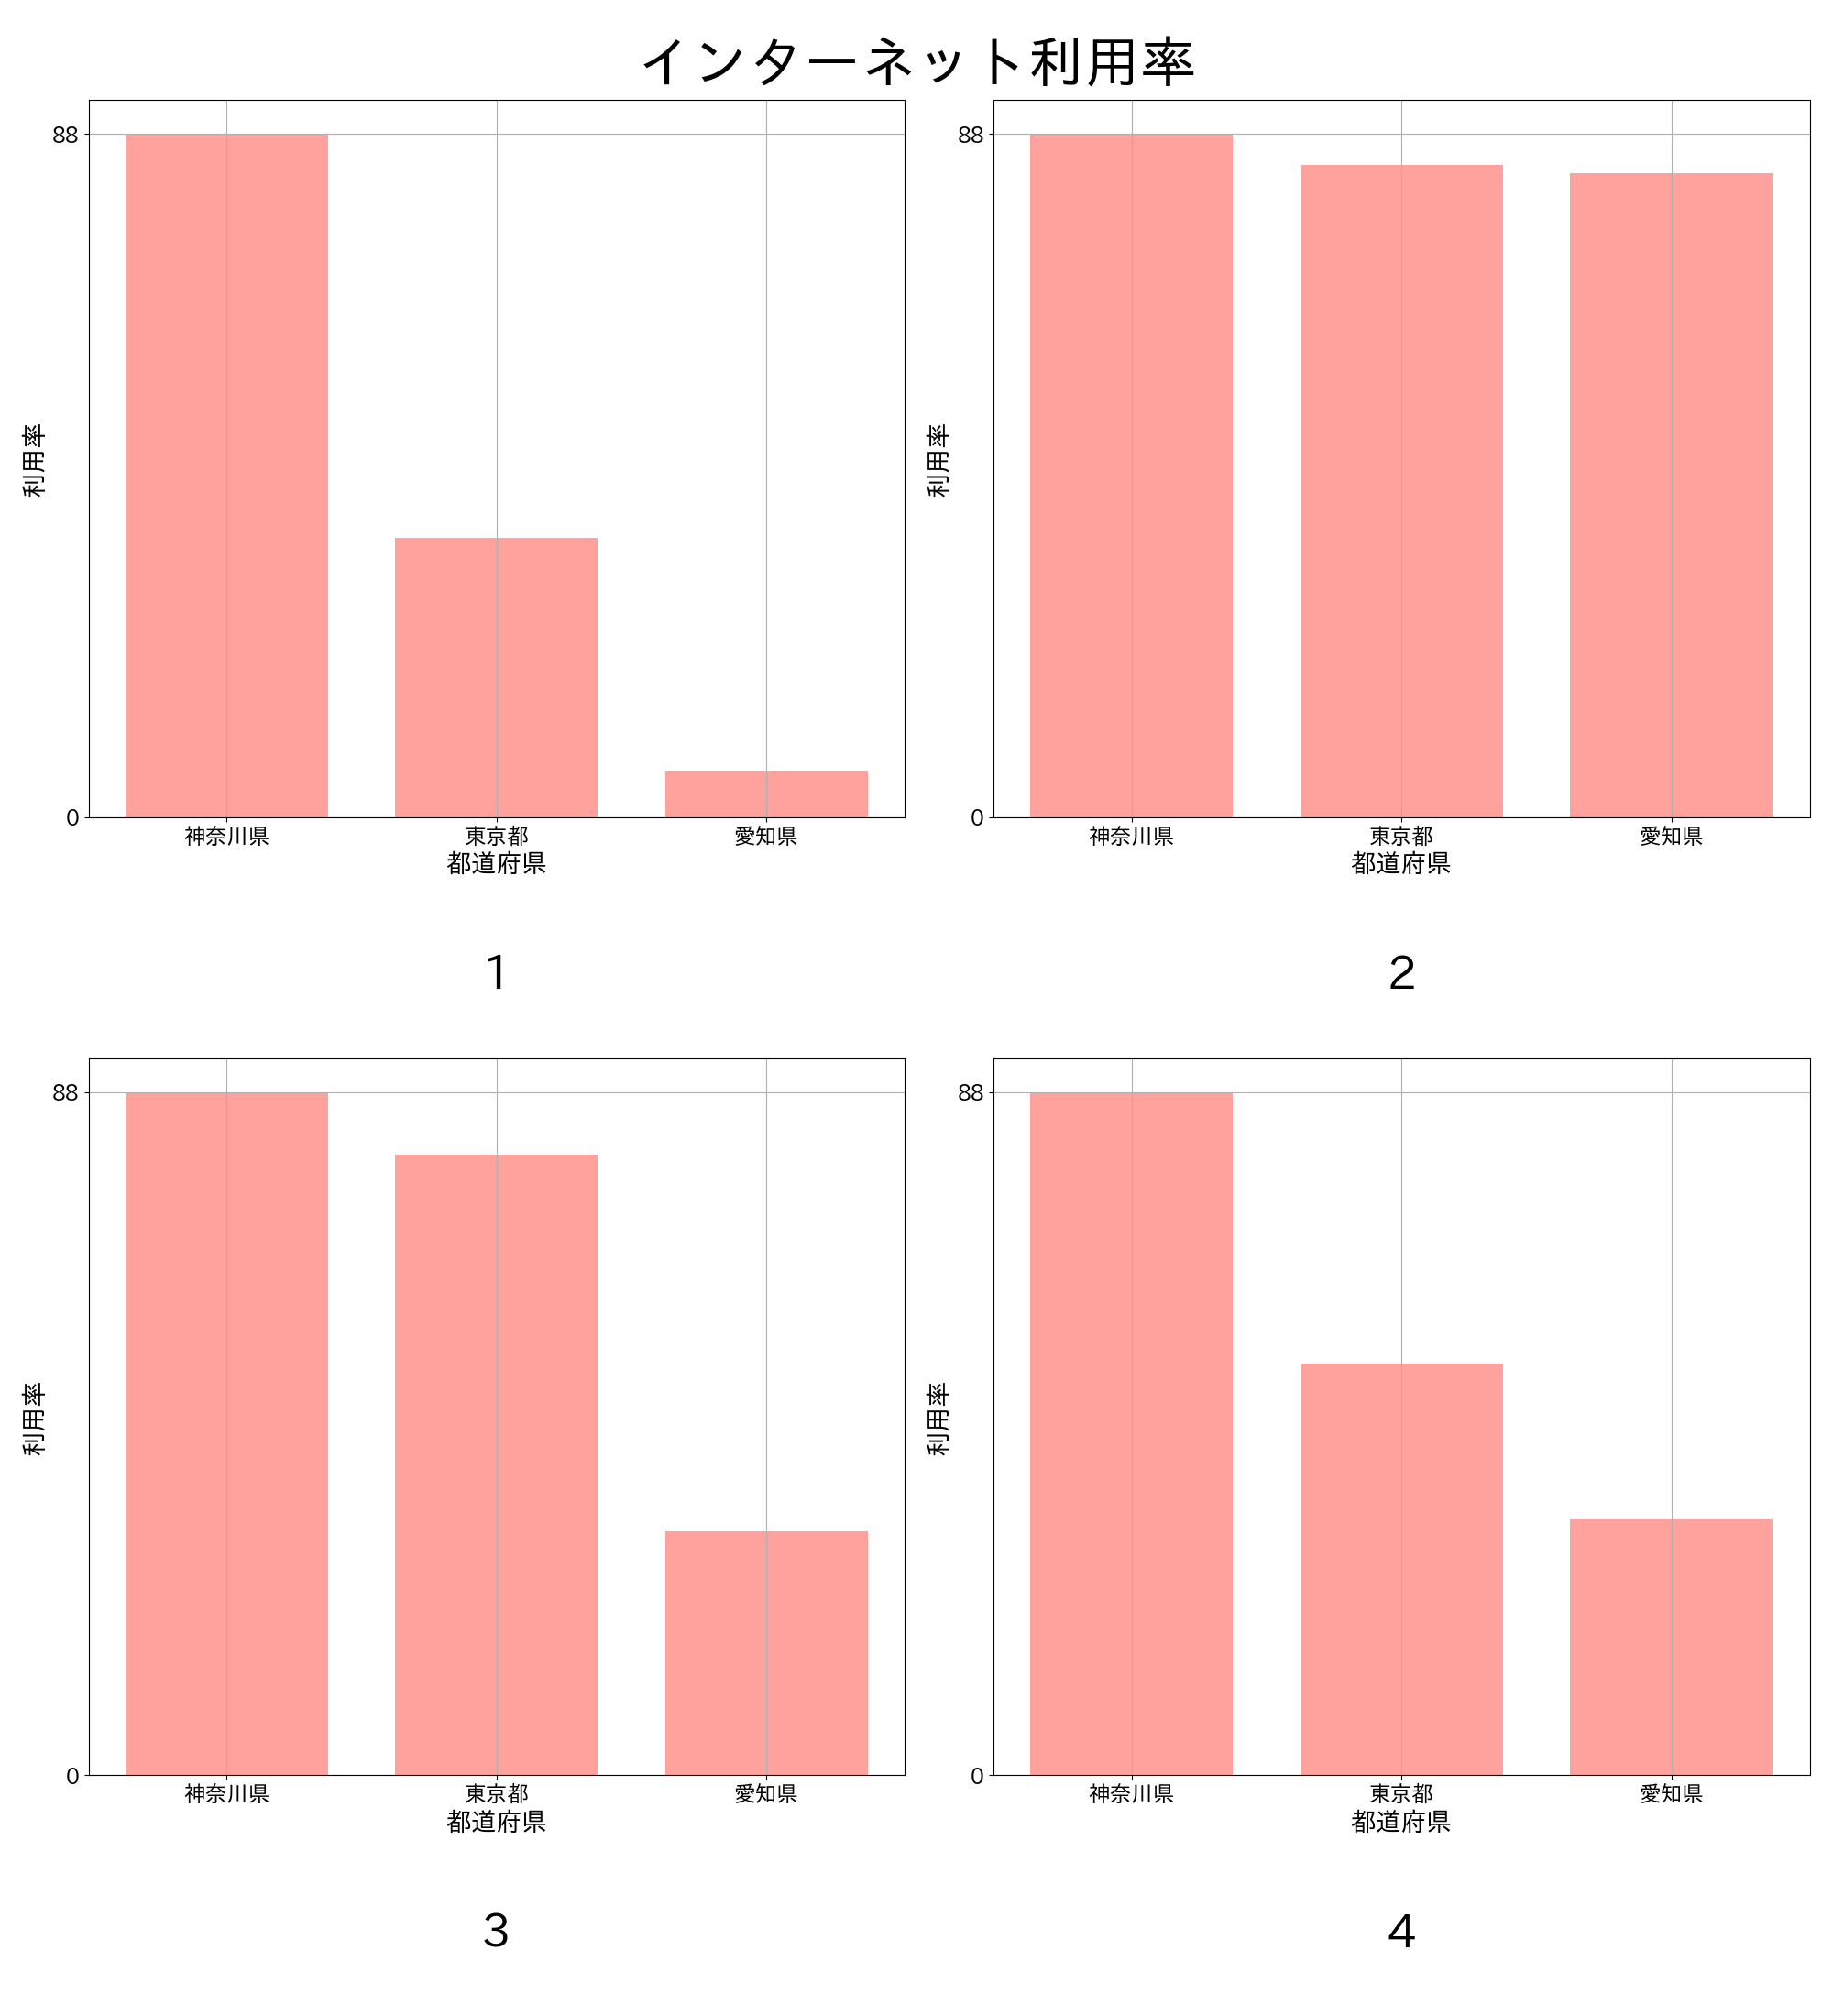 インターネット利用率
88
0
利用率
神奈川県 東京都 愛知県
都道府県
1
88
0
利用率
神奈川県 東京都 愛知県
都道府県
2
88
0
利用率
神奈川県 東京都 愛知県
都道府県
3
88
0
利用率
神奈川県 東京都 愛知県
都道府県
4